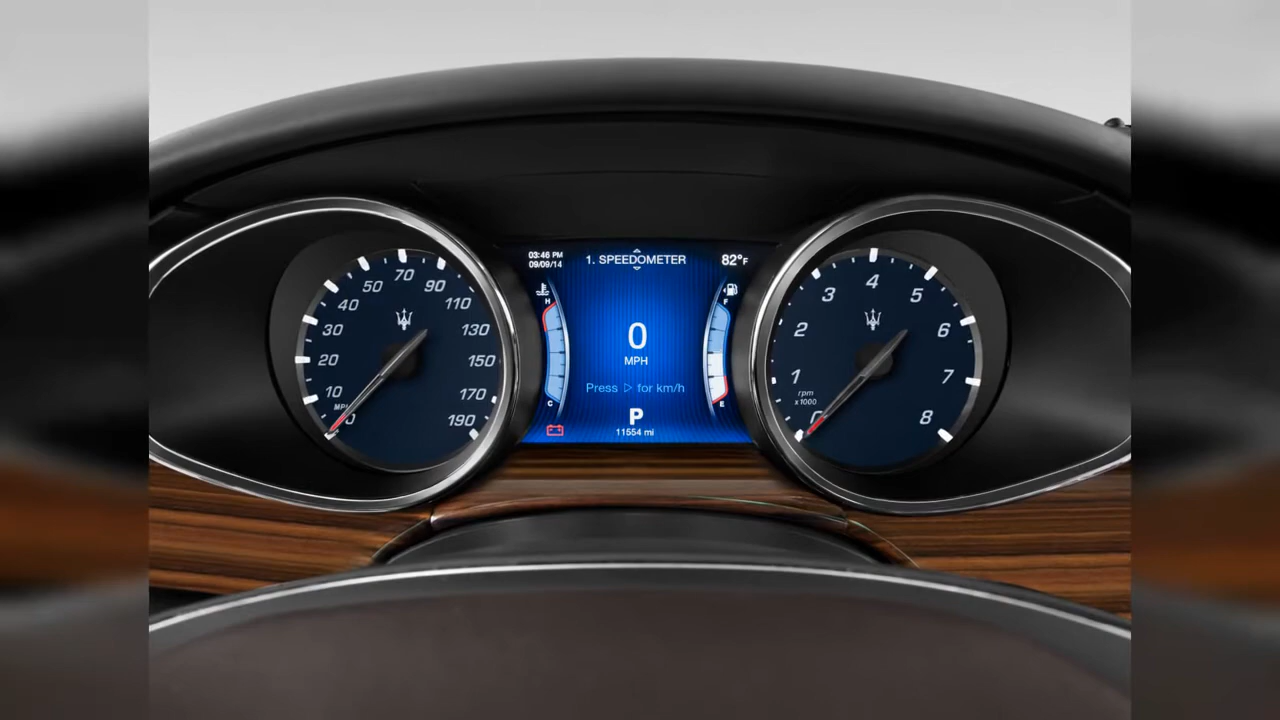 03:46 PM
09/09/14
1. SPEEDOMETER
82°F
H
C
F
E
0
MPH
Press ▷ for km/h
P
11554 mi
0
10
20
30
40
50
70
90
110
130
150
170
190
MPH
0
1
2
3
4
5
6
7
8
rpm
x1000